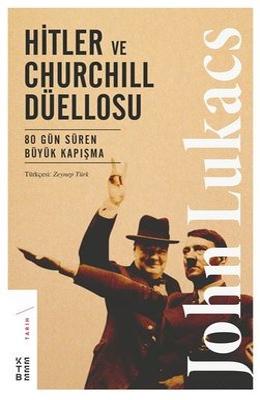 HİTLER VE
CHURCHILL
DÜELLOSU
80 GÜN SÜREN
BÜYÜK KAPIŞMA
Türkçesi: Zeynep Türk
John Lukacs
TARİH
KETEBE